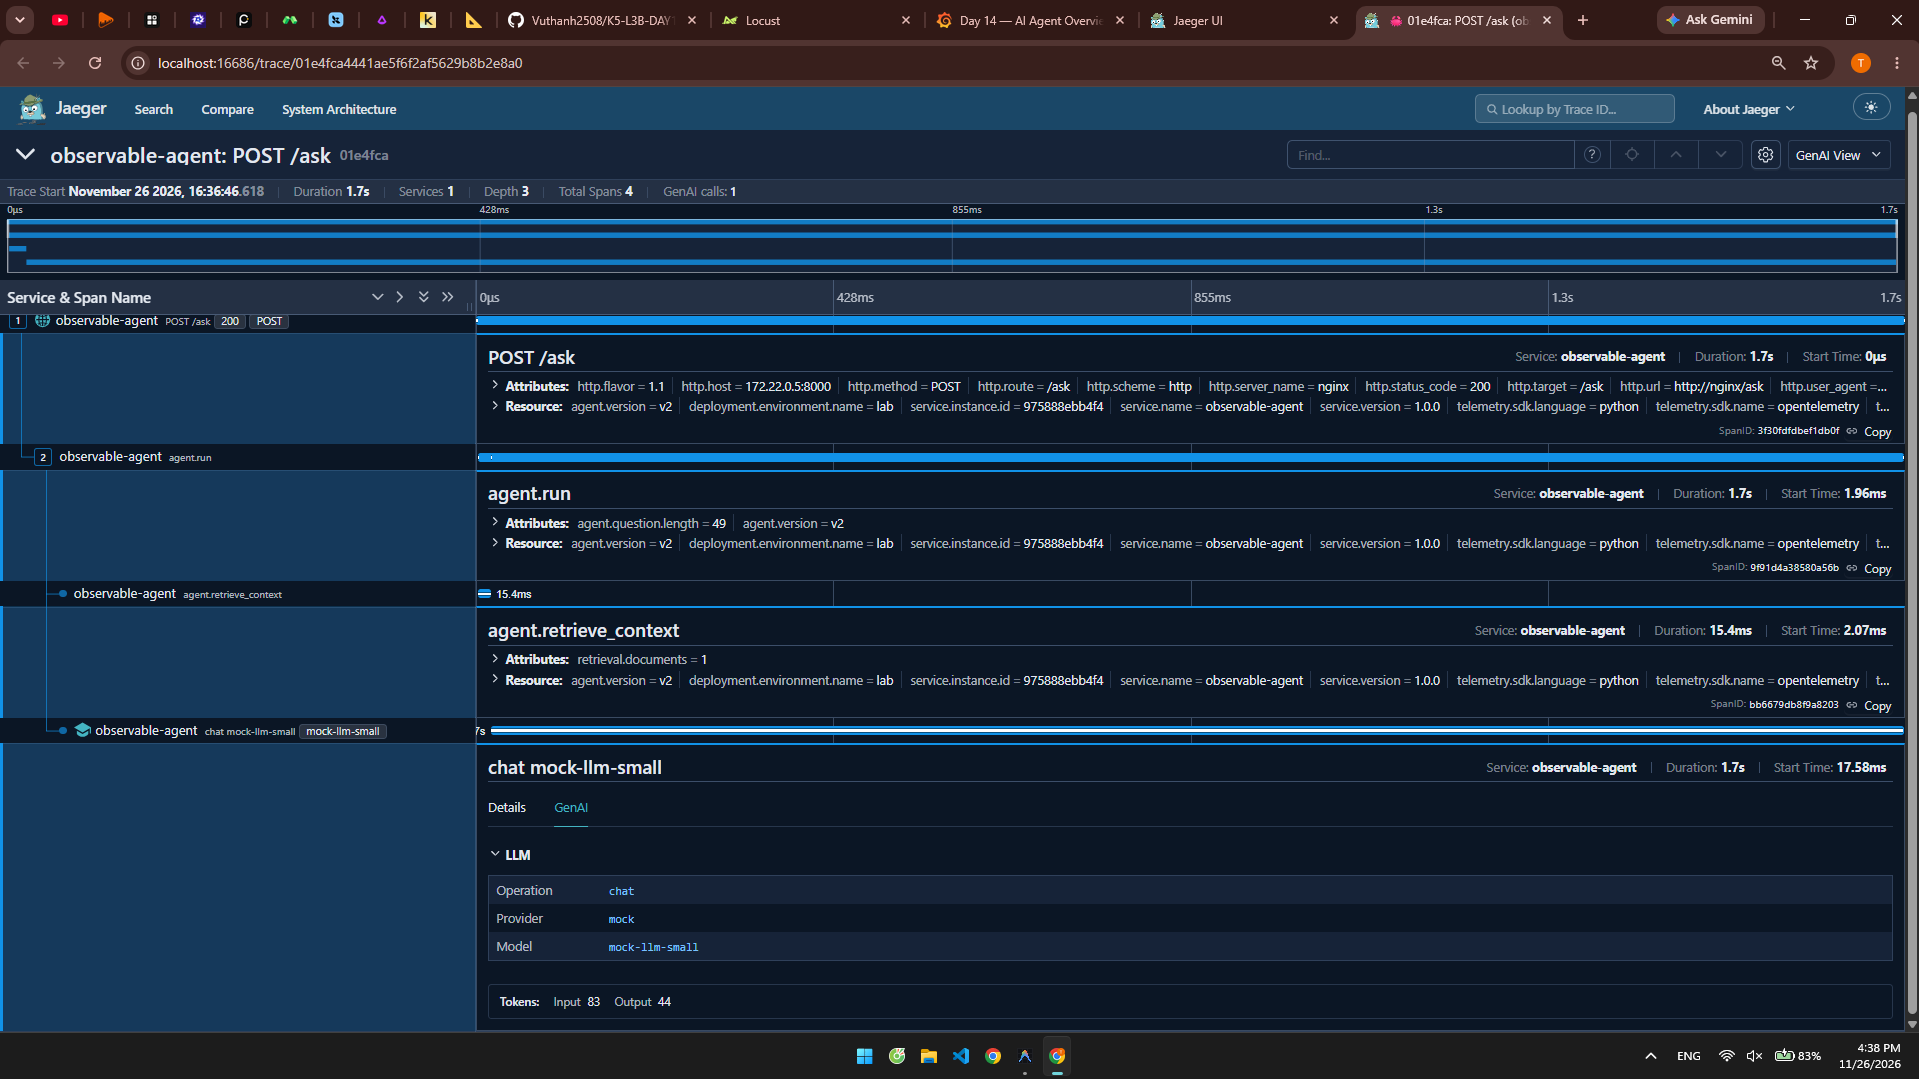 Vuthanh2508/K5-L3B-DAY
Locust
Day 14 — AI Agent Overvie
Jaeger UI
01e4fca: POST /ask (ob
Ask Gemini
localhost:16686/trace/01e4fca4441ae5f6f2af5629b8b2e8a0
T
Jaeger
Search
Compare
System Architecture
Lookup by Trace ID...
About Jaeger
observable-agent: POST /ask 01e4fca
Find...
GenAI View
Trace Start November 26 2026, 16:36:46.618
Duration 1.7s
Services 1
Depth 3
Total Spans 4
GenAI calls: 1
0μs 428ms 855ms 1.3s 1.7s
Service & Span Name
0μs 428ms 855ms 1.3s 1.7s
1 observable-agent POST /ask 200 POST
POST /ask
Service: observable-agent Duration: 1.7s Start Time: 0μs
Attributes: http.flavor = 1.1 http.host = 172.22.0.5:8000 http.method = POST http.route = /ask http.scheme = http http.server_name = nginx http.status_code = 200 http.target = /ask http.url = http://nginx/ask http.user_agent =...
Resource: agent.version = v2 deployment.environment.name = lab service.instance.id = 975888ebb4f4 service.name = observable-agent service.version = 1.0.0 telemetry.sdk.language = python telemetry.sdk.name = opentelemetry t...
SpanID: 3f30fdfdbef1db0f Copy
2 observable-agent agent.run
agent.run
Service: observable-agent Duration: 1.7s Start Time: 1.96ms
Attributes: agent.question.length = 49 agent.version = v2
Resource: agent.version = v2 deployment.environment.name = lab service.instance.id = 975888ebb4f4 service.name = observable-agent service.version = 1.0.0 telemetry.sdk.language = python telemetry.sdk.name = opentelemetry t...
SpanID: 9f91d4a38580a56b Copy
observable-agent agent.retrieve_context
15.4ms
agent.retrieve_context
Service: observable-agent Duration: 15.4ms Start Time: 2.07ms
Attributes: retrieval.documents = 1
Resource: agent.version = v2 deployment.environment.name = lab service.instance.id = 975888ebb4f4 service.name = observable-agent service.version = 1.0.0 telemetry.sdk.language = python telemetry.sdk.name = opentelemetry t...
SpanID: bb6679db8f9a8203 Copy
observable-agent chat mock-llm-small mock-llm-small
7s
chat mock-llm-small
Service: observable-agent Duration: 1.7s Start Time: 17.58ms
Details GenAI
LLM
Operation chat
Provider mock
Model mock-llm-small
Tokens: Input 83 Output 44
ENG
83%
4:38 PM
11/26/2026